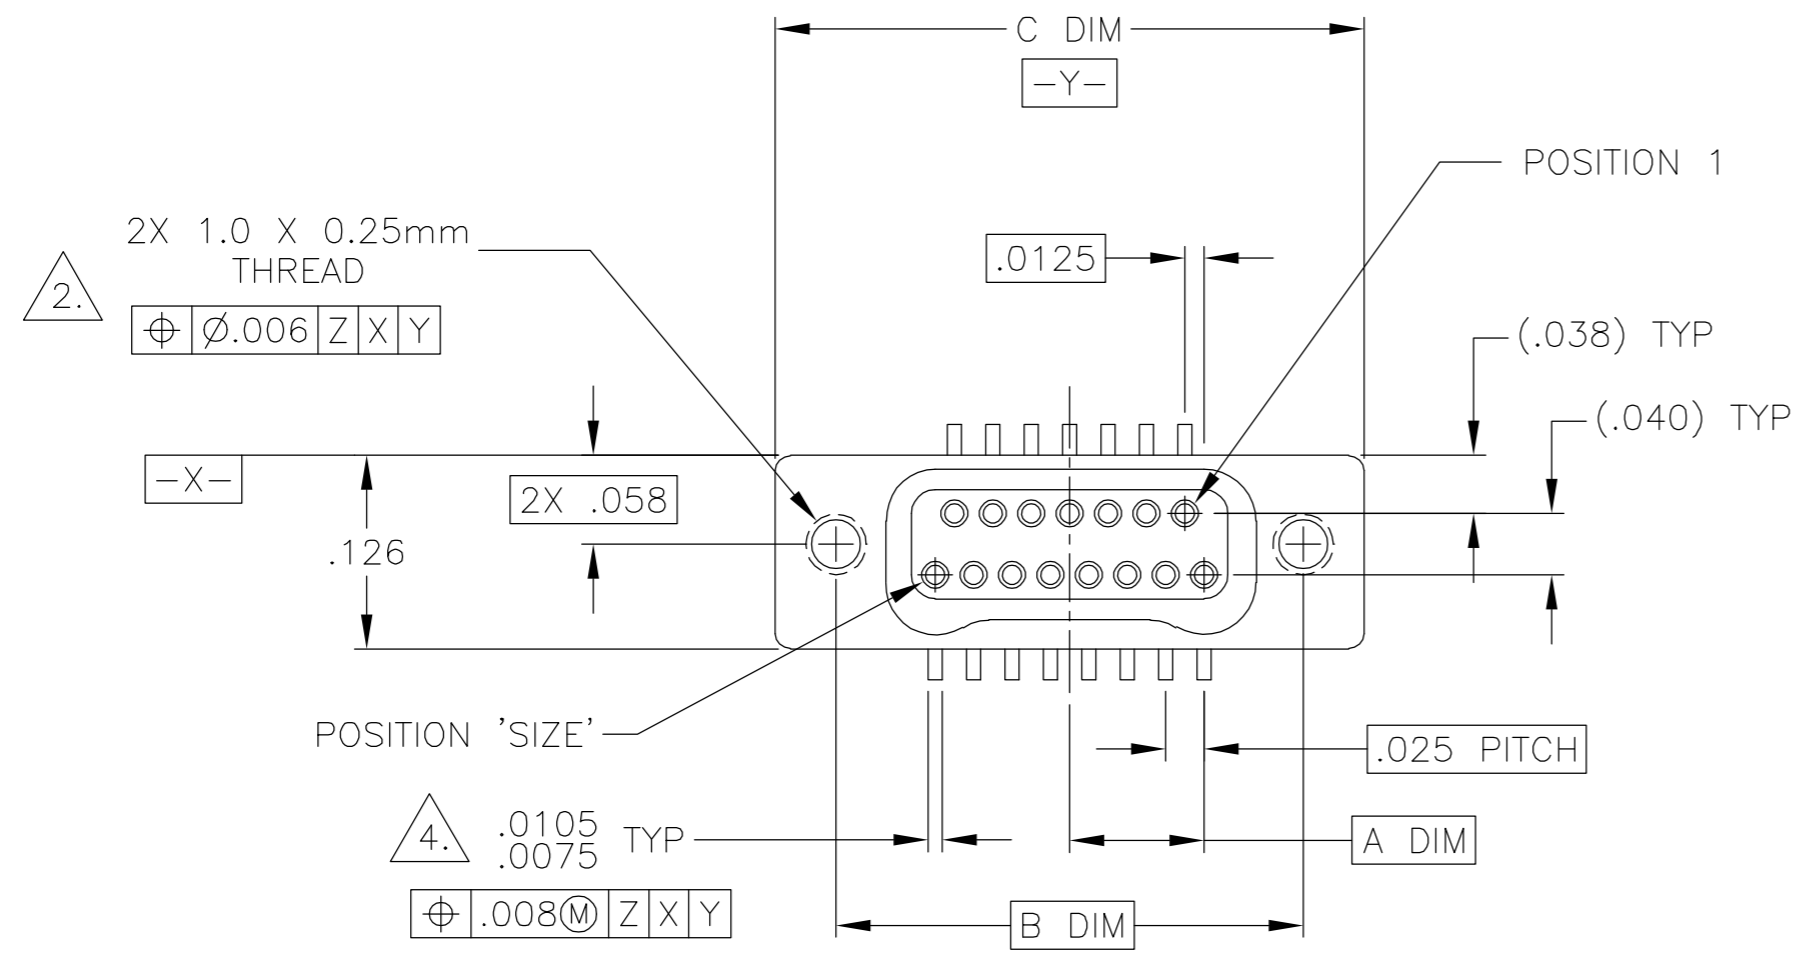 C DIM
-Y-
POSITION 1
2X 1.0 X 0.25mm
THREAD
2.
⌖ Ø.006 Z X Y
.0125
(.038) TYP
(.040) TYP
-X-
2X .058
.126
POSITION 'SIZE'
.025 PITCH
4.
.0105
.0075
TYP
A DIM
⌖ .008Ⓜ Z X Y
B DIM